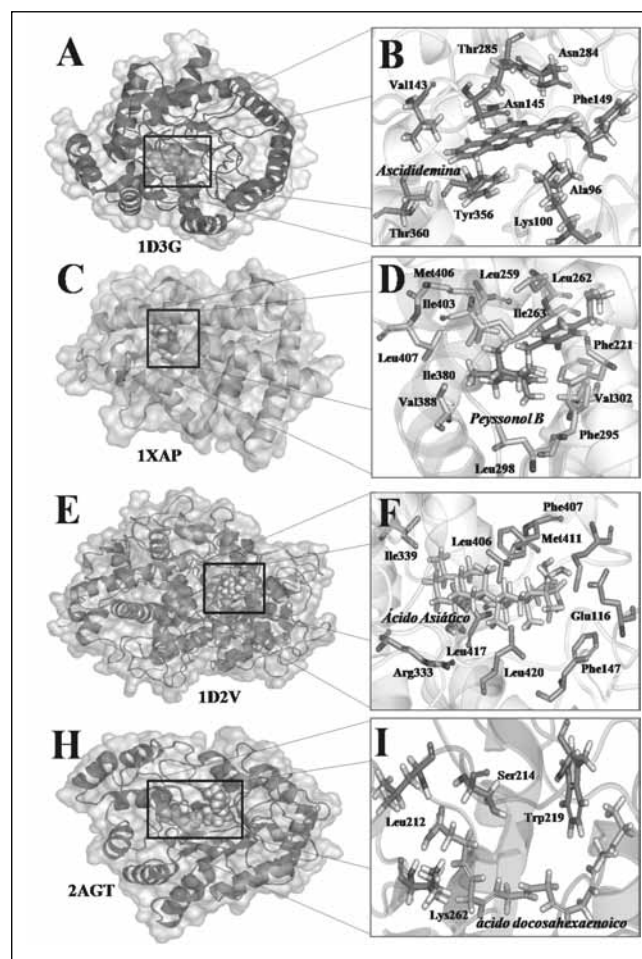 A
1D3G
B
Thr285
Asn284
Val143
Asn145
Phe149
Ascididemina
Ala96
Tyr356
Lys100
Thr360
C
1XAP
D
Met406
Leu259
Leu262
Ile403
Ile263
Leu407
Phe221
Ile380
Val388
Val302
Peyssonol B
Phe295
Leu298
E
1D2V
F
Phe407
Leu406
Met411
Ile339
Ácido Asiático
Glu116
Leu417
Arg333
Leu420
Phe147
H
2AGT
I
Ser214
Leu212
Trp219
Lys262
ácido docosahexaenoico